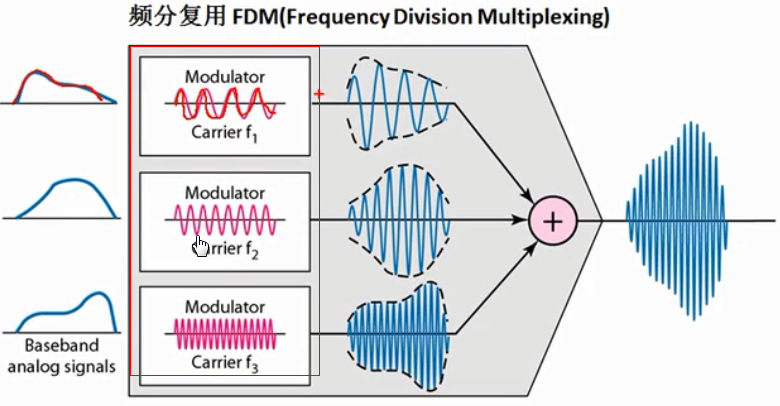 频分复用 FDM(Frequency Division Multiplexing)
Modulator
Carrier f1
Modulator
Carrier f2
Modulator
Carrier f3
+
Baseband
analog signals